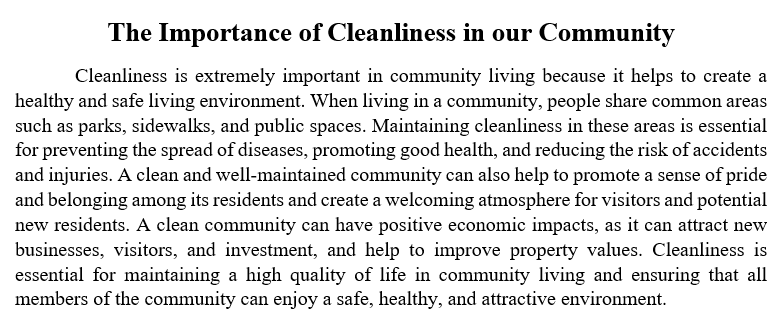 The Importance of Cleanliness in our Community
Cleanliness is extremely important in community living because it helps to create a
healthy and safe living environment. When living in a community, people share common areas
such as parks, sidewalks, and public spaces. Maintaining cleanliness in these areas is essential
for preventing the spread of diseases, promoting good health, and reducing the risk of accidents
and injuries. A clean and well-maintained community can also help to promote a sense of pride
and belonging among its residents and create a welcoming atmosphere for visitors and potential
new residents. A clean community can have positive economic impacts, as it can attract new
businesses, visitors, and investment, and help to improve property values. Cleanliness is
essential for maintaining a high quality of life in community living and ensuring that all
members of the community can enjoy a safe, healthy, and attractive environment.